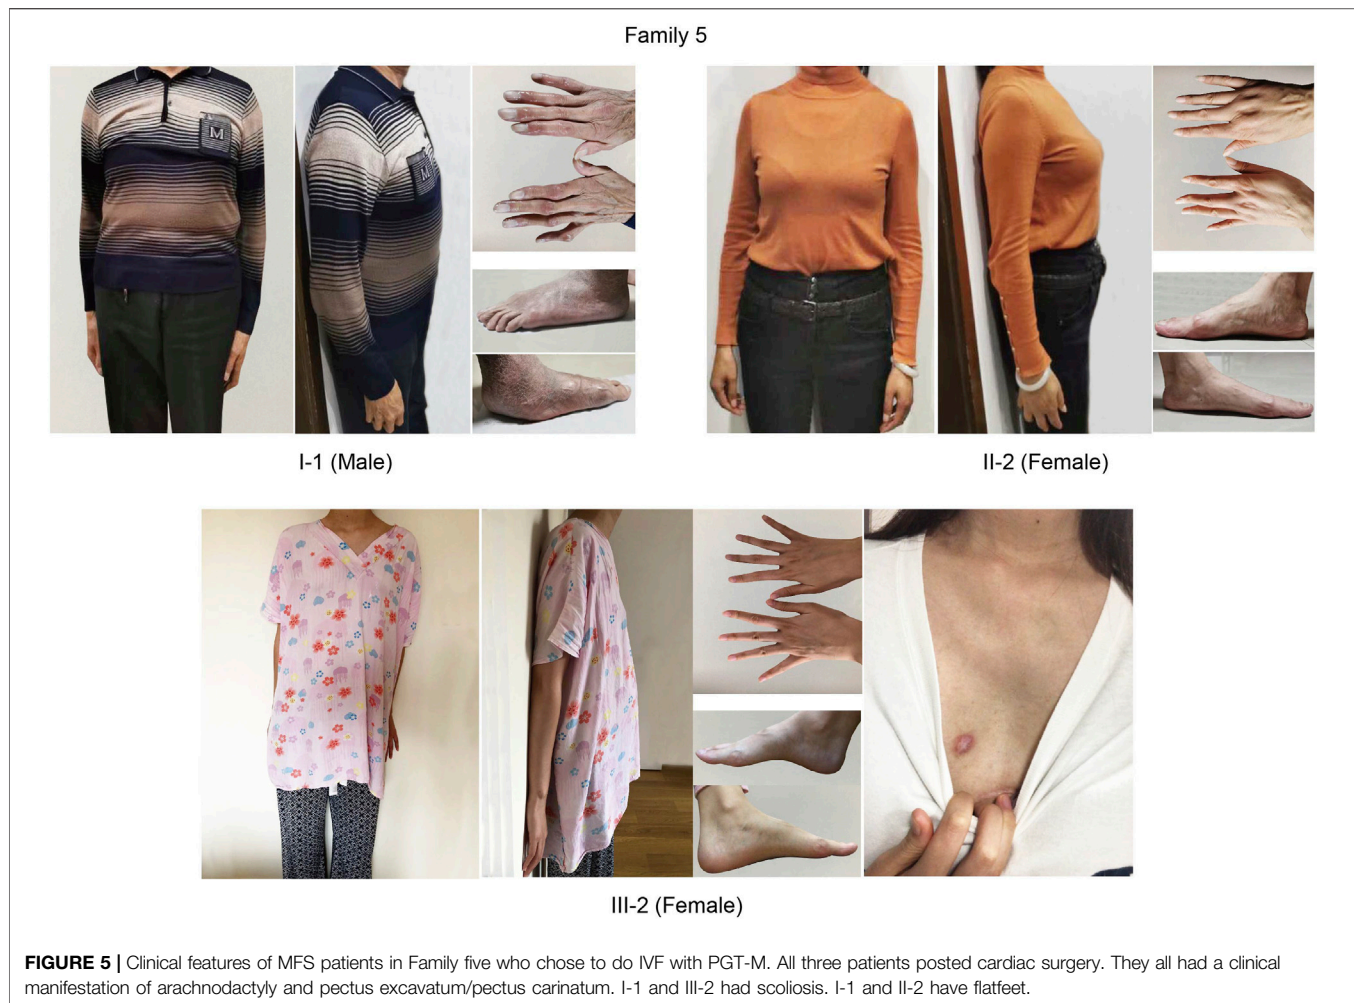 Family 5
M
M
I-1 (Male)
II-2 (Female)
III-2 (Female)
FIGURE 5 | Clinical features of MFS patients in Family five who chose to do IVF with PGT-M. All three patients posted cardiac surgery. They all had a clinical
manifestation of arachnodactyly and pectus excavatum/pectus carinatum. I-1 and III-2 had scoliosis. I-1 and II-2 have flatfeet.